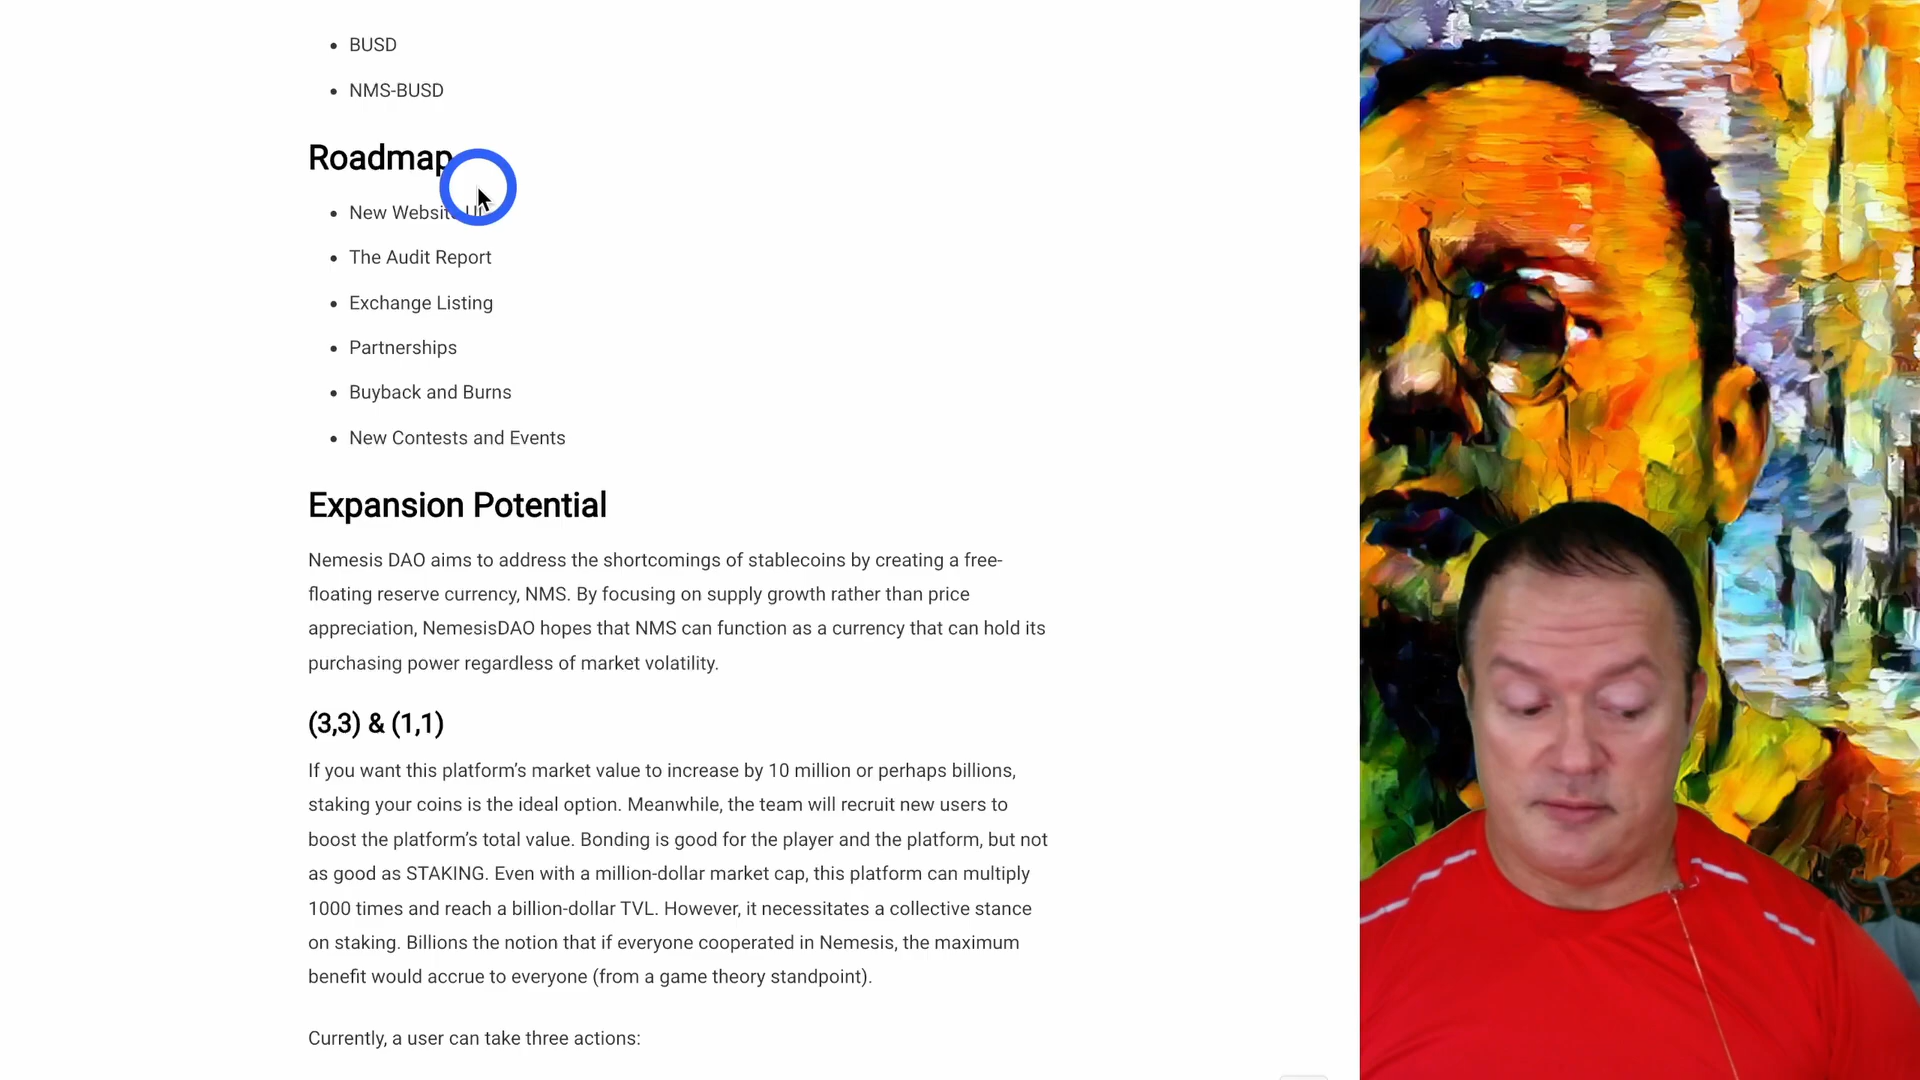 BUSD
NMS-BUSD
Roadmap
New Website UI
The Audit Report
Exchange Listing
Partnerships
Buyback and Burns
New Contests and Events
Expansion Potential
Nemesis DAO aims to address the shortcomings of stablecoins by creating a free-
floating reserve currency, NMS. By focusing on supply growth rather than price
appreciation, NemesisDAO hopes that NMS can function as a currency that can hold its
purchasing power regardless of market volatility.
(3,3) & (1,1)
If you want this platform’s market value to increase by 10 million or perhaps billions,
staking your coins is the ideal option. Meanwhile, the team will recruit new users to
boost the platform’s total value. Bonding is good for the player and the platform, but not
as good as STAKING. Even with a million-dollar market cap, this platform can multiply
1000 times and reach a billion-dollar TVL. However, it necessitates a collective stance
on staking. Billions the notion that if everyone cooperated in Nemesis, the maximum
benefit would accrue to everyone (from a game theory standpoint).
Currently, a user can take three actions: